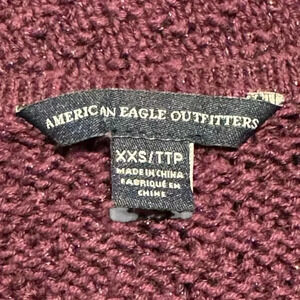 AMERICAN EAGLE OUTFITTERS
XXS/TTP
MADE IN CHINA
FABRIQUÉ EN
CHINE